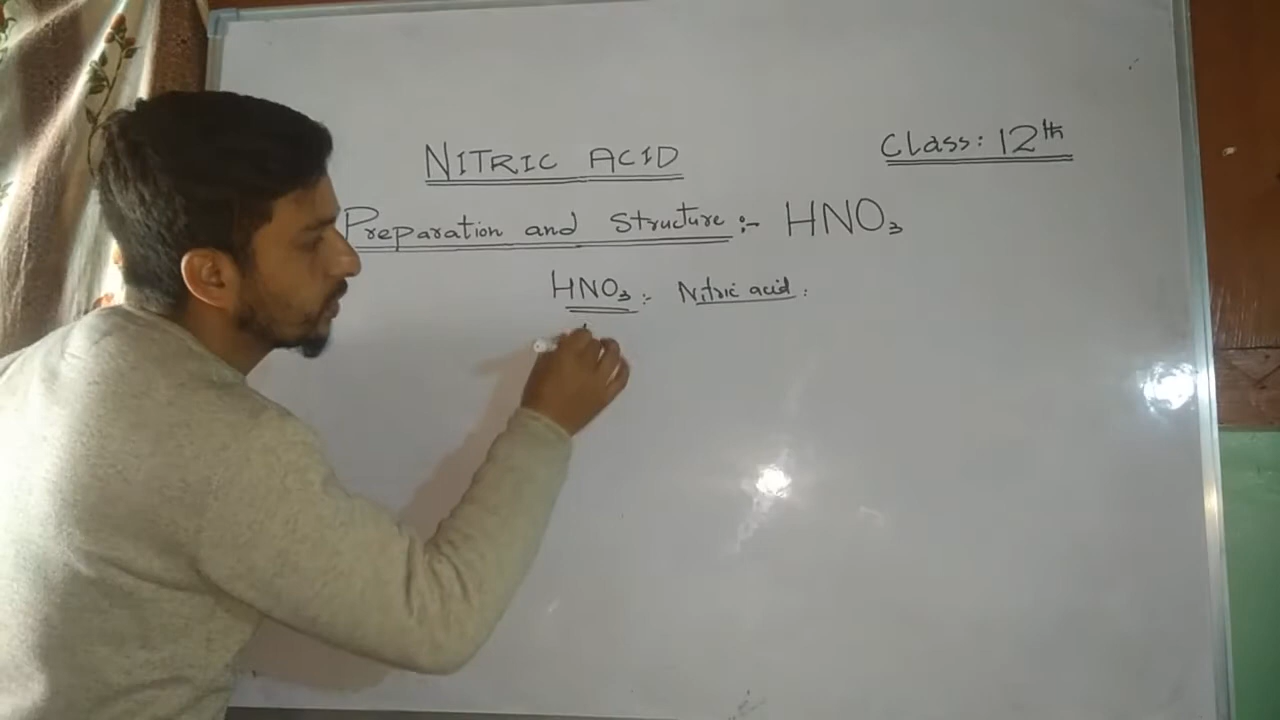 NITRIC ACID
Class: 12th
Preparation and Structure :- HNO₃
HNO₃ :- Nitric acid :